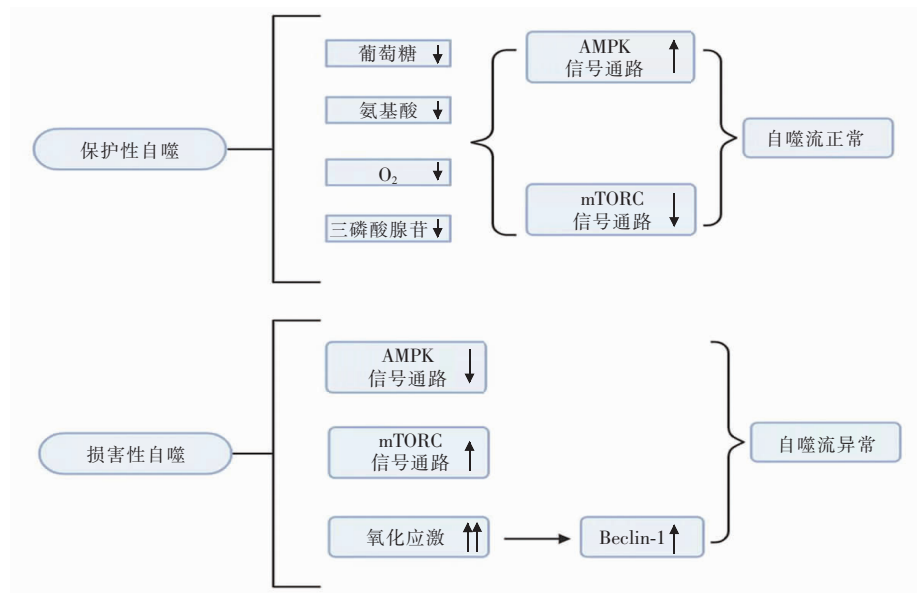 保护性自噬
葡萄糖↓
氨基酸↓
O₂↓
三磷酸腺苷↓
AMPK
信号通路↑
mTORC
信号通路↓
自噬流正常
损害性自噬
AMPK
信号通路↓
mTORC
信号通路↑
氧化应激↑↑
Beclin-1↑
自噬流异常